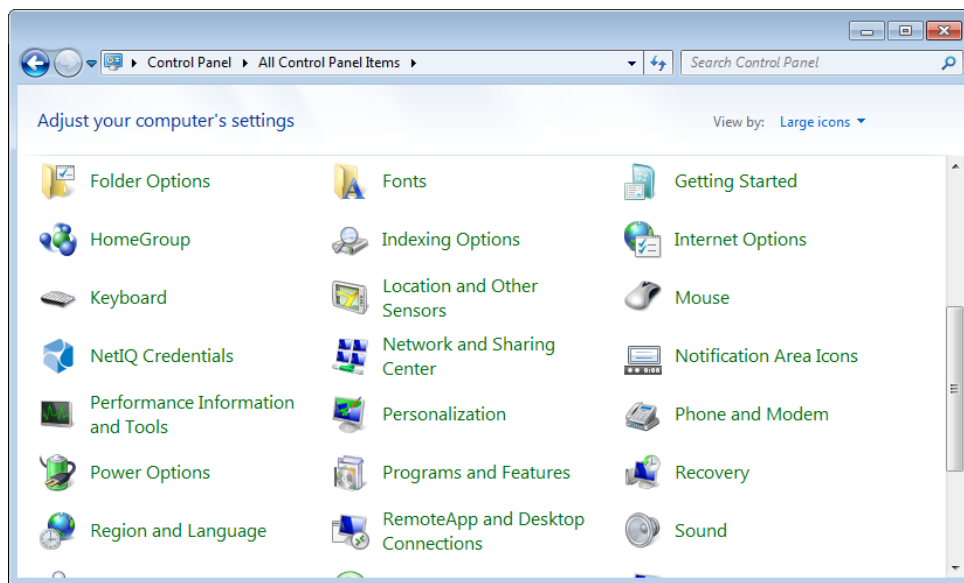 Control Panel
All Control Panel Items
Search Control Panel
Adjust your computer's settings
View by:
Large icons
Folder Options
Fonts
Getting Started
HomeGroup
Indexing Options
Internet Options
Keyboard
Location and Other
Sensors
Mouse
NetIQ Credentials
Network and Sharing
Center
Notification Area Icons
Performance Information
and Tools
Personalization
Phone and Modem
Power Options
Programs and Features
Recovery
Region and Language
RemoteApp and Desktop
Connections
Sound